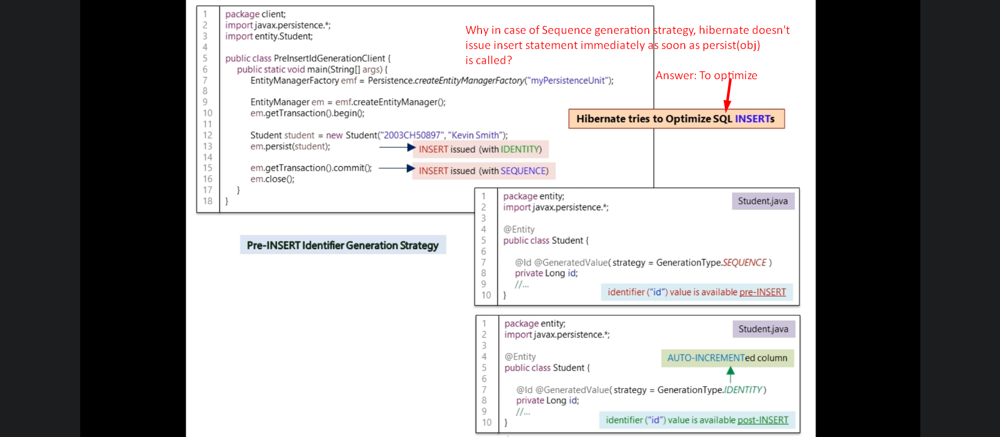 1 package client;
2 import javax.persistence.*;
3 import entity.Student;
4
5 public class PreInsertIdGenerationClient {
6 public static void main(String[] args) {
7 EntityManagerFactory emf = Persistence.createEntityManagerFactory("myPersistenceUnit");
8
9 EntityManager em = emf.createEntityManager();
10 em.getTransaction().begin();
11
12 Student student = new Student("2003CH50897", "Kevin Smith");
13 em.persist(student);
INSERT issued (with IDENTITY)
14
15 em.getTransaction().commit();
INSERT issued (with SEQUENCE)
16 em.close();
17 }
18 }
Why in case of Sequence generation strategy, hibernate doesn't
issue insert statement immediately as soon as persist(obj)
is called?
Answer: To optimize
Hibernate tries to Optimize SQL INSERTs
Pre-INSERT Identifier Generation Strategy
1 package entity;
Student.java
2 import javax.persistence.*;
3
4 @Entity
5 public class Student {
6
7 @Id @GeneratedValue( strategy = GenerationType.SEQUENCE )
8 private Long id;
9 //...
identifier (“id”) value is available pre-INSERT
10 }
1 package entity;
Student.java
2 import javax.persistence.*;
3
4 @Entity
AUTO-INCREMENTed column
5 public class Student {
6
7 @Id @GeneratedValue( strategy = GenerationType.IDENTITY )
8 private Long id;
9 //...
identifier (“id”) value is available post-INSERT
10 }